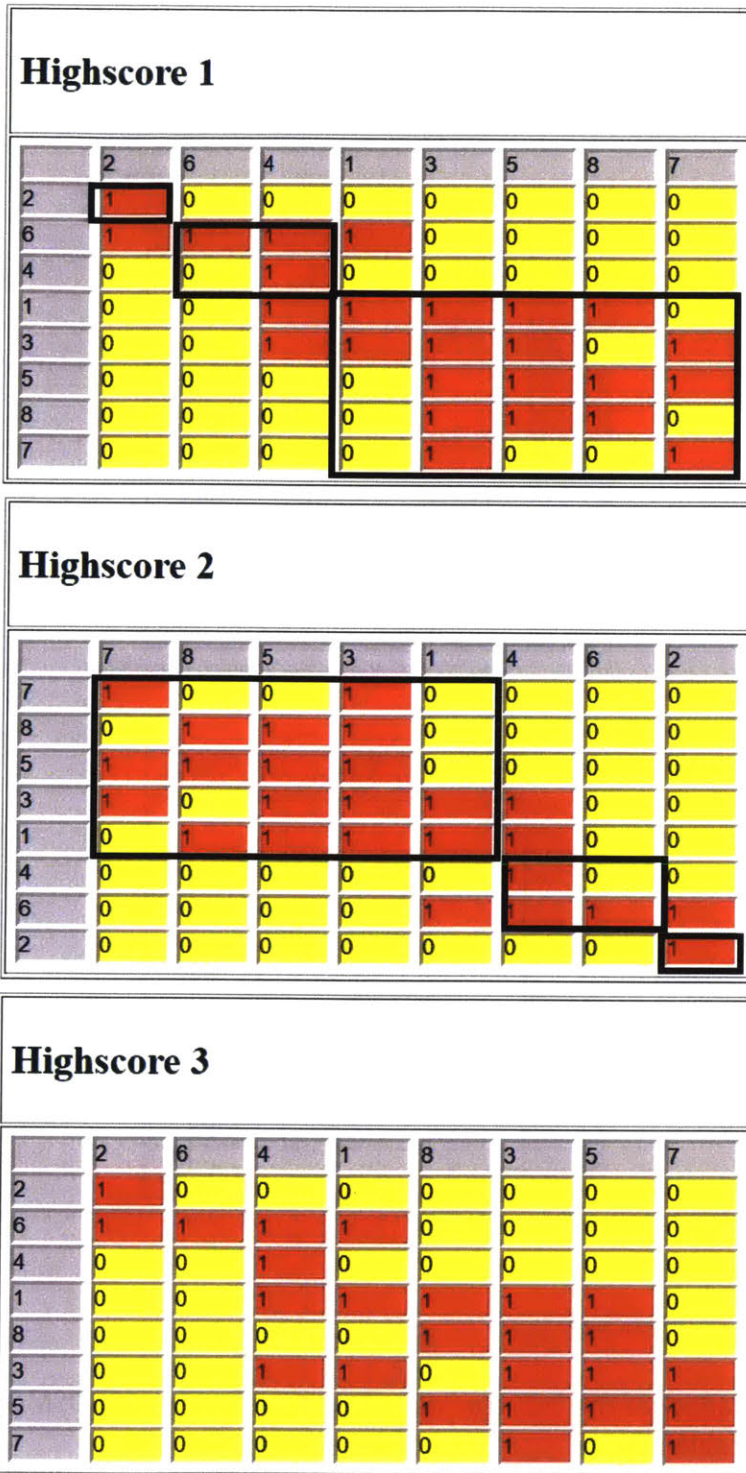 Highscore 1
2 6 4 1 3 5 8 7
2 1 0 0 0 0 0 0 0
6 1 1 1 1 0 0 0 0
4 0 0 1 0 0 0 0 0
1 0 0 1 1 1 1 1 0
3 0 0 1 1 1 1 0 1
5 0 0 0 0 1 1 1 1
8 0 0 0 0 1 1 1 0
7 0 0 0 0 1 0 0 1
Highscore 2
7 8 5 3 1 4 6 2
7 1 0 0 1 0 0 0 0
8 0 1 1 1 0 0 0 0
5 1 1 1 1 0 0 0 0
3 1 0 1 1 1 1 0 0
1 0 1 1 1 1 1 0 0
4 0 0 0 0 0 1 0 0
6 0 0 0 0 1 1 1 1
2 0 0 0 0 0 0 0 1
Highscore 3
2 6 4 1 8 3 5 7
2 1 0 0 0 0 0 0 0
6 1 1 1 1 0 0 0 0
4 0 0 1 0 0 0 0 0
1 0 0 1 1 1 1 1 0
8 0 0 0 0 1 1 1 0
3 0 0 1 1 0 1 1 1
5 0 0 0 0 1 1 1 1
7 0 0 0 0 0 1 0 1